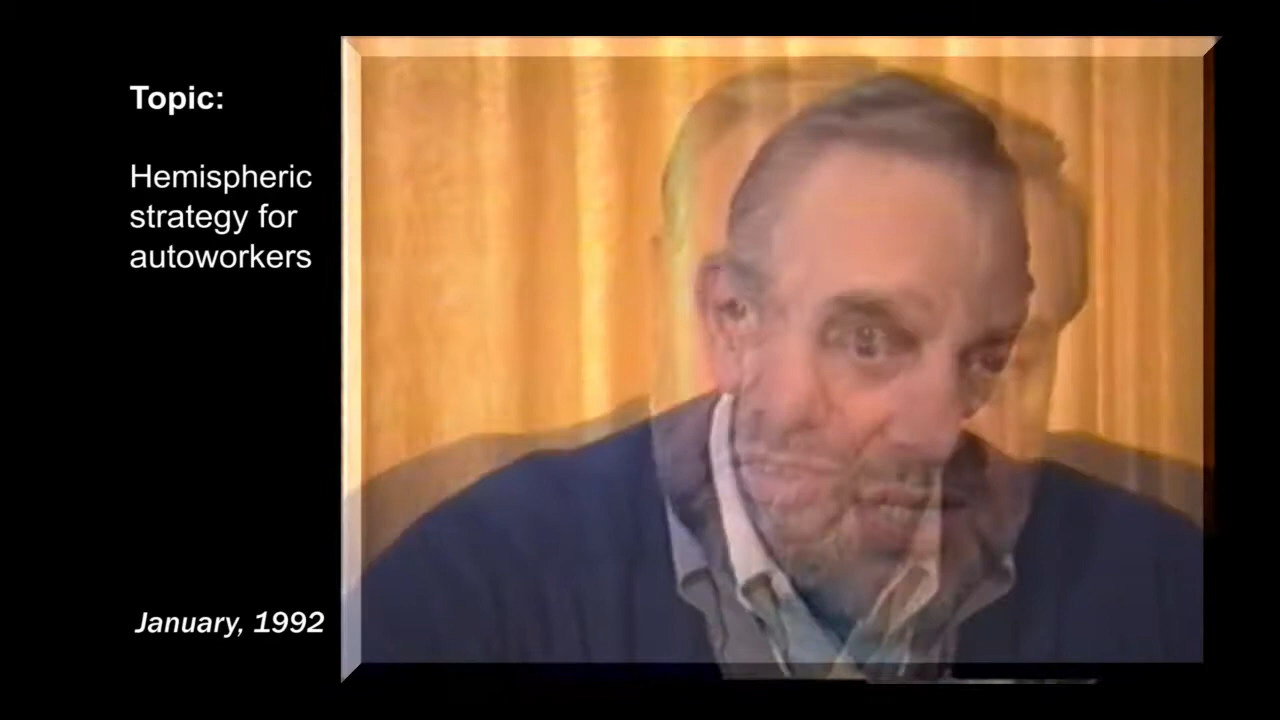 Topic:
Hemispheric
strategy for
autoworkers
January, 1992